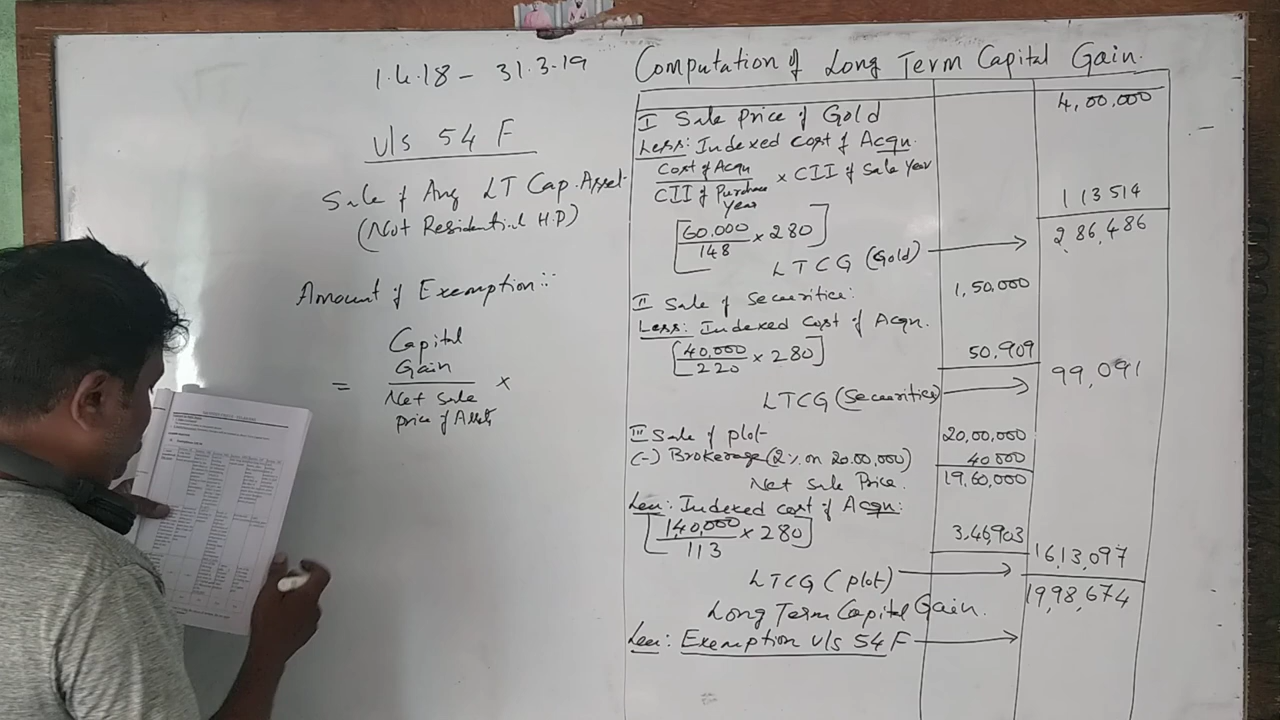 1.4.18 - 31.3.19
U/s 54 F
Sale of Any LT Cap. Asset
(Not Residential H.P)
Amount of Exemption::
= Capital Gain / Net Sale price of Assets ×
Computation of Long Term Capital Gain.
I Sale price of Gold 4,00,000
Less: Indexed Cost of Acqn.
Cost of Acqn / CII of Purchase Year × CII of Sale Year
[60.000 / 148 × 280] 113514
LTCG (Gold) → 2,86,486
II Sale of Securities: 1,50,000
Less: Indexed Cost of Acqn.
[40,000 / 220 × 280] 50,909
LTCG (Securities) → 99,091
III Sale of plot 20,00,000
(-) Brokerage (2% on 20.00,000) 40000
Net Sale Price. 19,60,000
Less: Indexed cost of Acqn:
[1,40,000 / 113 × 280] 3,46,903
LTCG (plot) → 16,13,097
Long Term Capital Gain. 19,98,674
Less: Exemption U/s 54 F →